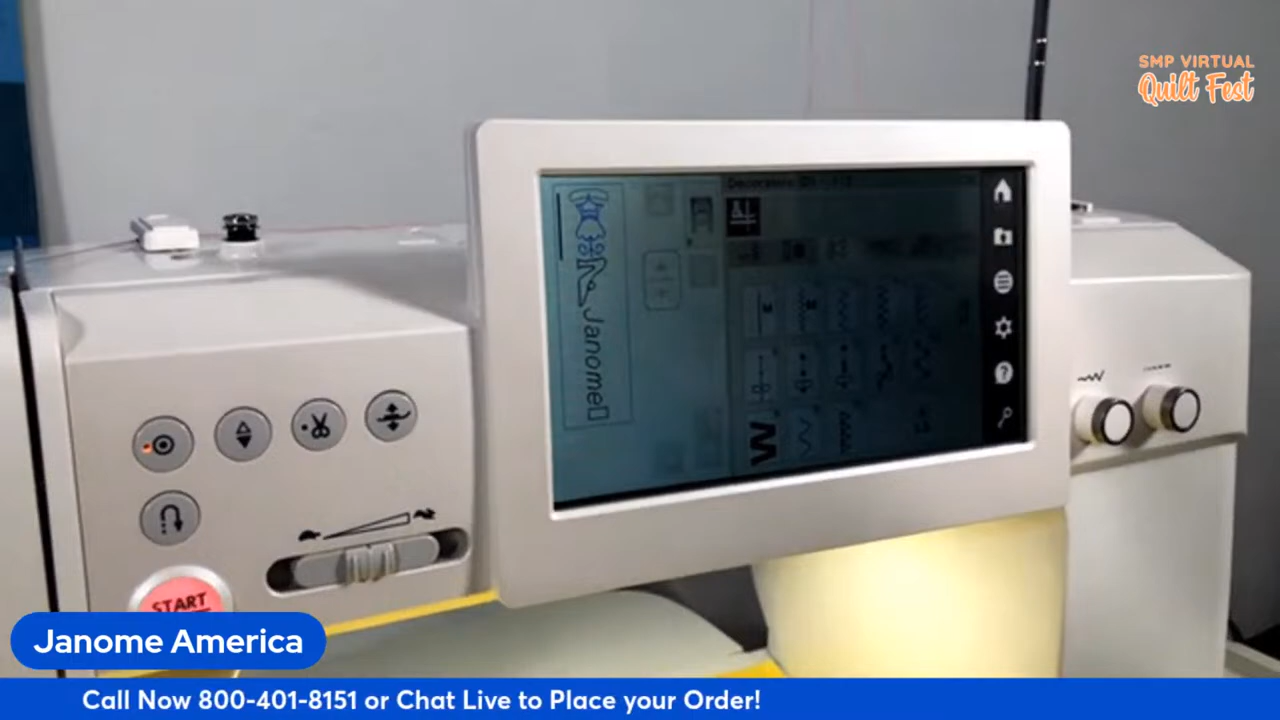 SMP VIRTUAL
Quilt Fest
Janome
START
Janome America
Call Now 800-401-8151 or Chat Live to Place your Order!